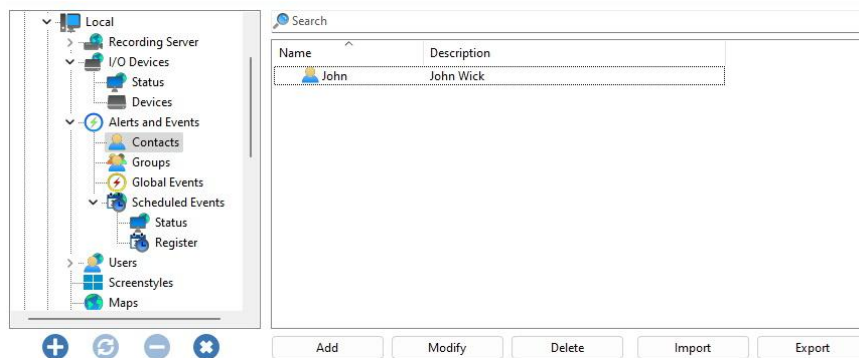 Local
Recording Server
I/O Devices
Status
Devices
Alerts and Events
Contacts
Groups
Global Events
Scheduled Events
Status
Register
Users
Screenstyles
Maps
Search
Name Description
John John Wick
Add Modify Delete Import Export